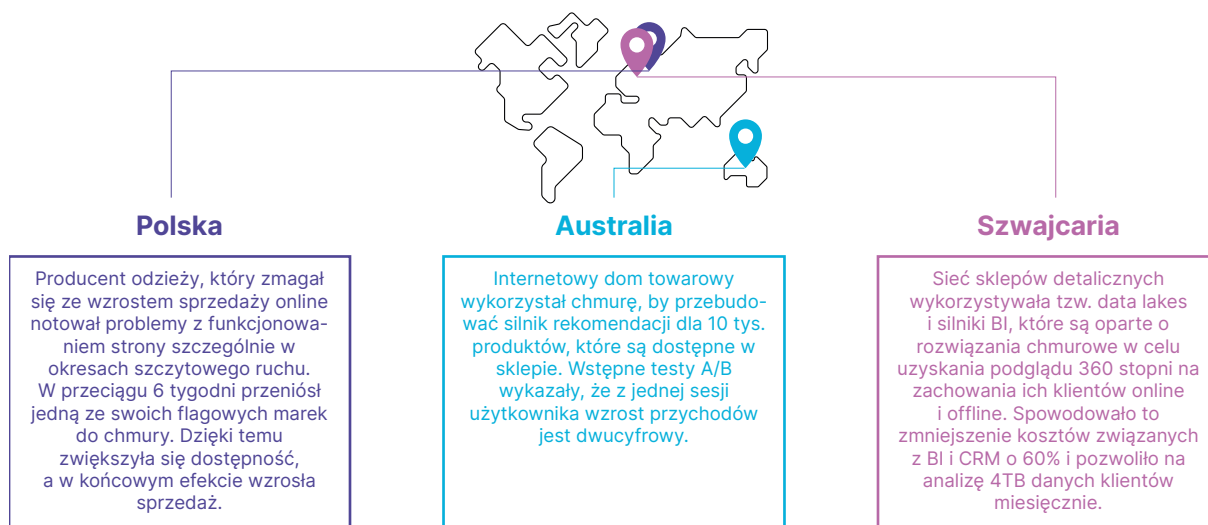 Polska
Producent odzieży, który zmagał
się ze wzrostem sprzedaży online
notował problemy z funkcjonowa-
niem strony szczególnie w
okresach szczytowego ruchu.
W przeciągu 6 tygodni przeniósł
jedną ze swoich flagowych marek
do chmury. Dzięki temu
zwiększyła się dostępność,
a w końcowym efekcie wzrosła
sprzedaż.
Australia
Internetowy dom towarowy
wykorzystał chmurę, by przebudo-
wać silnik rekomendacji dla 10 tys.
produktów, które są dostępne w
sklepie. Wstępne testy A/B
wykazały, że z jednej sesji
użytkownika wzrost przychodów
jest dwucyfrowy.
Szwajcaria
Sieć sklepów detalicznych
wykorzystywała tzw. data lakes
i silniki BI, które są oparte o
rozwiązania chmurowe w celu
uzyskania podglądu 360 stopni na
zachowania ich klientów online
i offline. Spowodowało to
zmniejszenie kosztów związanych
z BI i CRM o 60% i pozwoliło na
analizę 4TB danych klientów
miesięcznie.